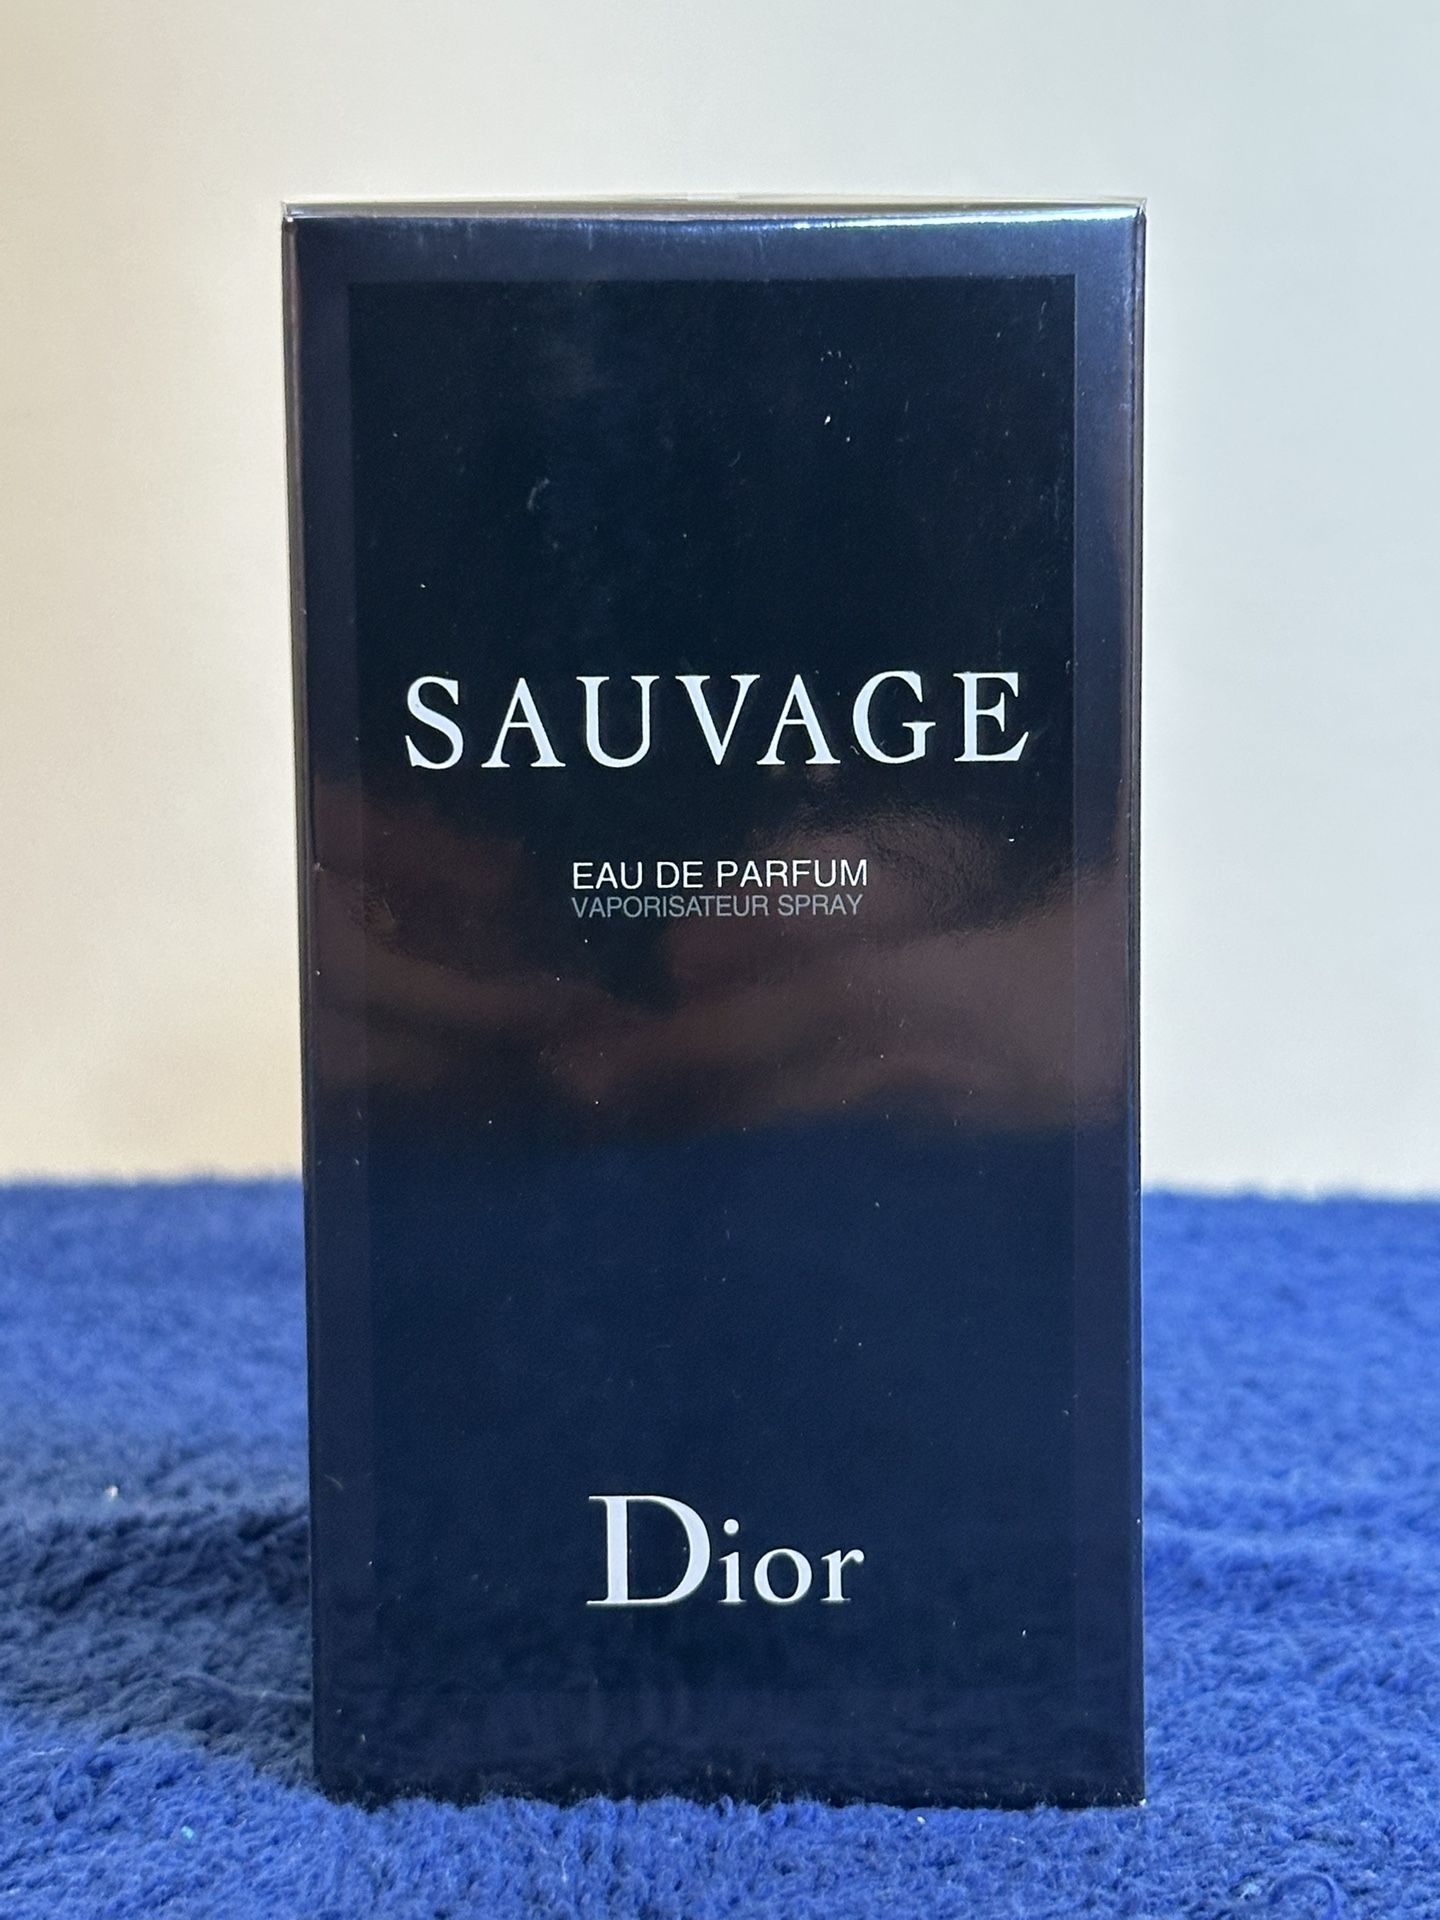 SAUVAGE
EAU DE PARFUM
VAPORISATEUR SPRAY
Dior